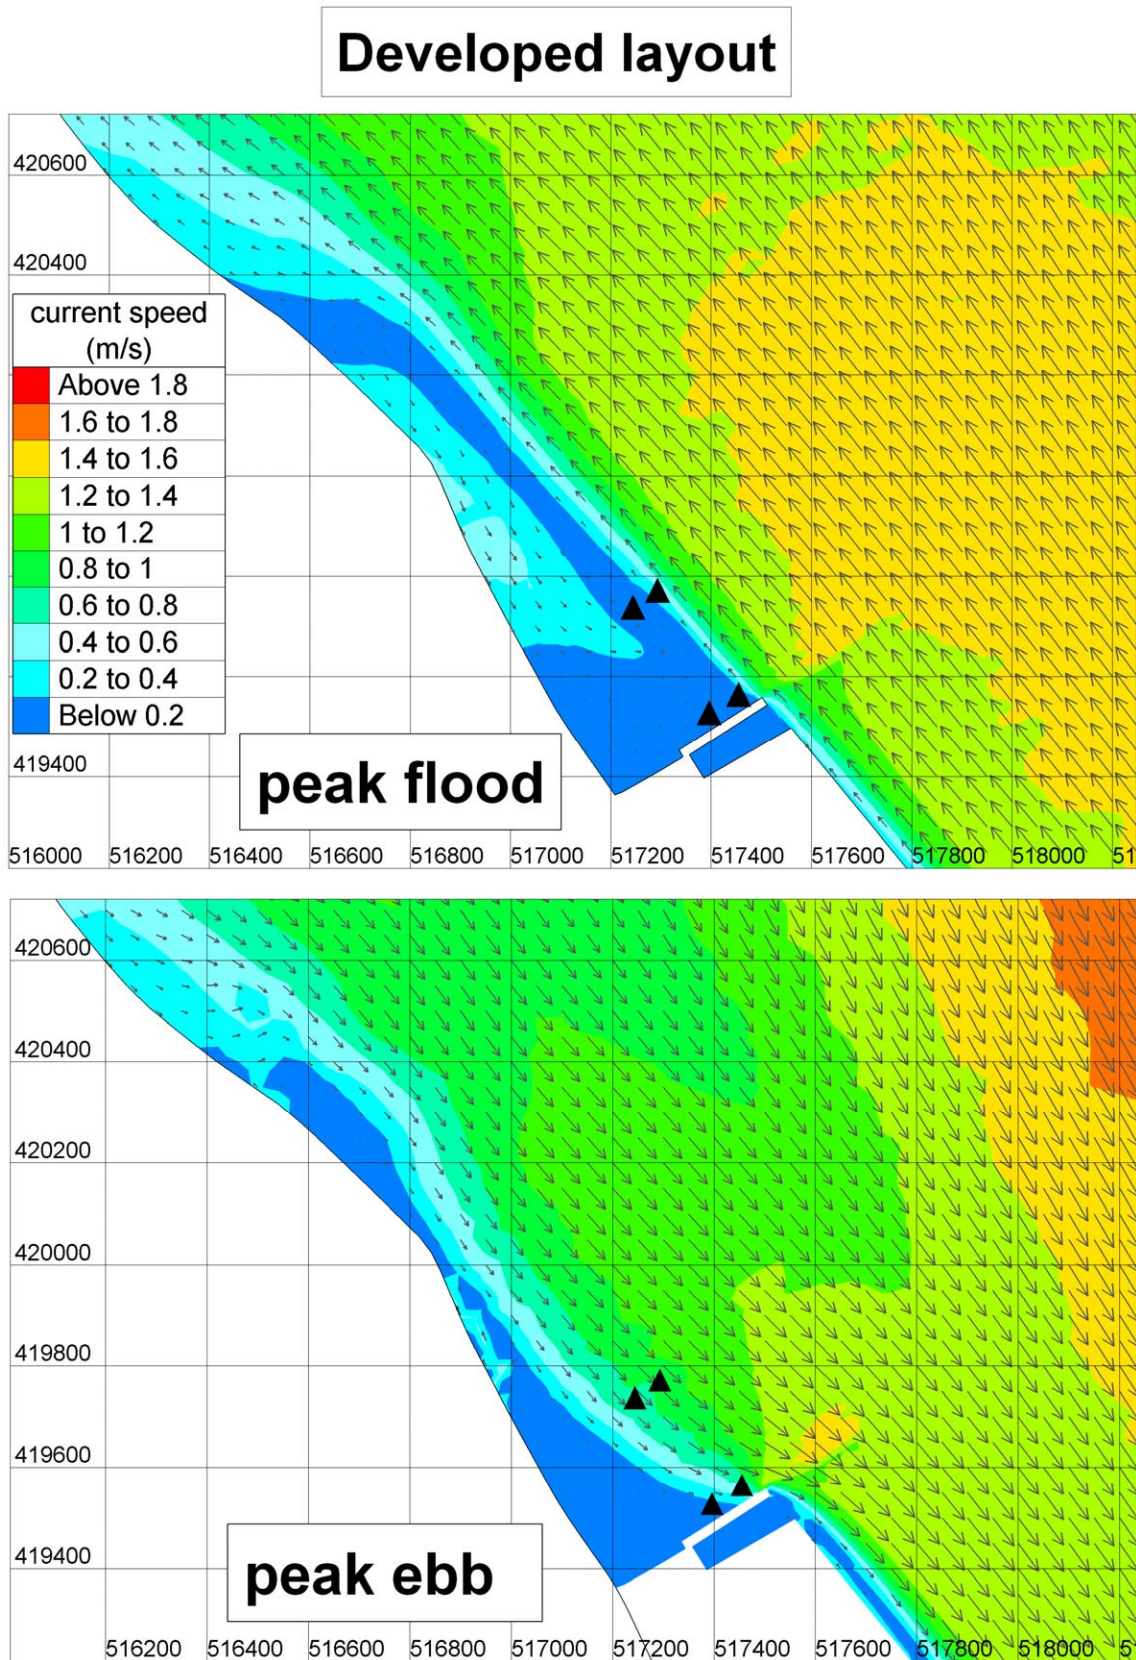 Developed layout
420600
420400
current speed
(m/s)
Above 1.8
1.6 to 1.8
1.4 to 1.6
1.2 to 1.4
1 to 1.2
0.8 to 1
0.6 to 0.8
0.4 to 0.6
0.2 to 0.4
Below 0.2
peak flood
419400
516000 516200 516400 516600 516800 517000 517200 517400 517600 517800 518000 51
420600
420400
420200
420000
419800
419600
419400
peak ebb
516200 516400 516600 516800 517000 517200 517400 517600 517800 518000 5